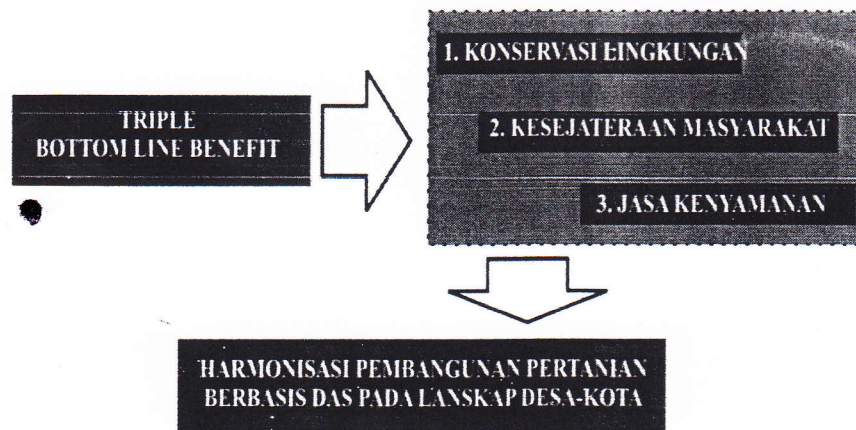 TRIPLE
BOTTOM LINE BENEFIT
1. KONSERVASI LINGKUNGAN
2. KESEJATERAAN MASYARAKAT
3. JASA KENYAMANAN
HARMONISASI PEMBANGUNAN PERTANIAN
BERBASIS DAS PADA LANSKAP DESA-KOTA